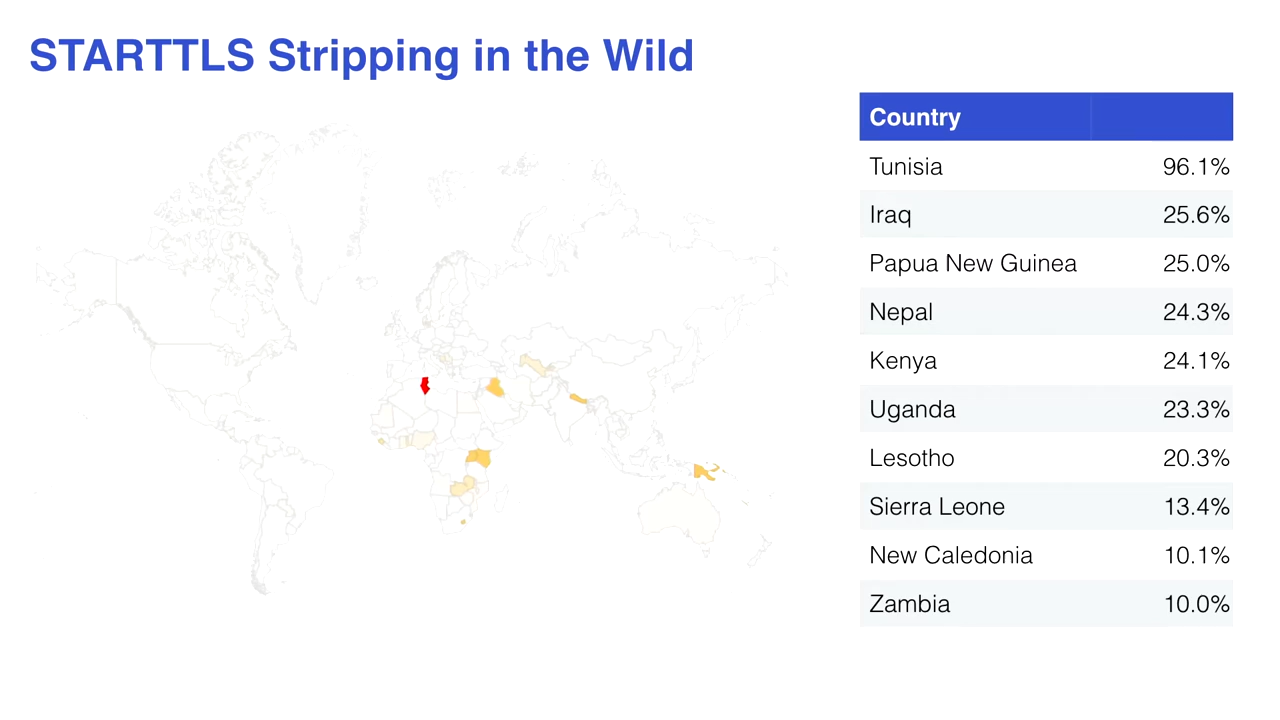 STARTTLS Stripping in the Wild
Country
Tunisia 96.1%
Iraq 25.6%
Papua New Guinea 25.0%
Nepal 24.3%
Kenya 24.1%
Uganda 23.3%
Lesotho 20.3%
Sierra Leone 13.4%
New Caledonia 10.1%
Zambia 10.0%